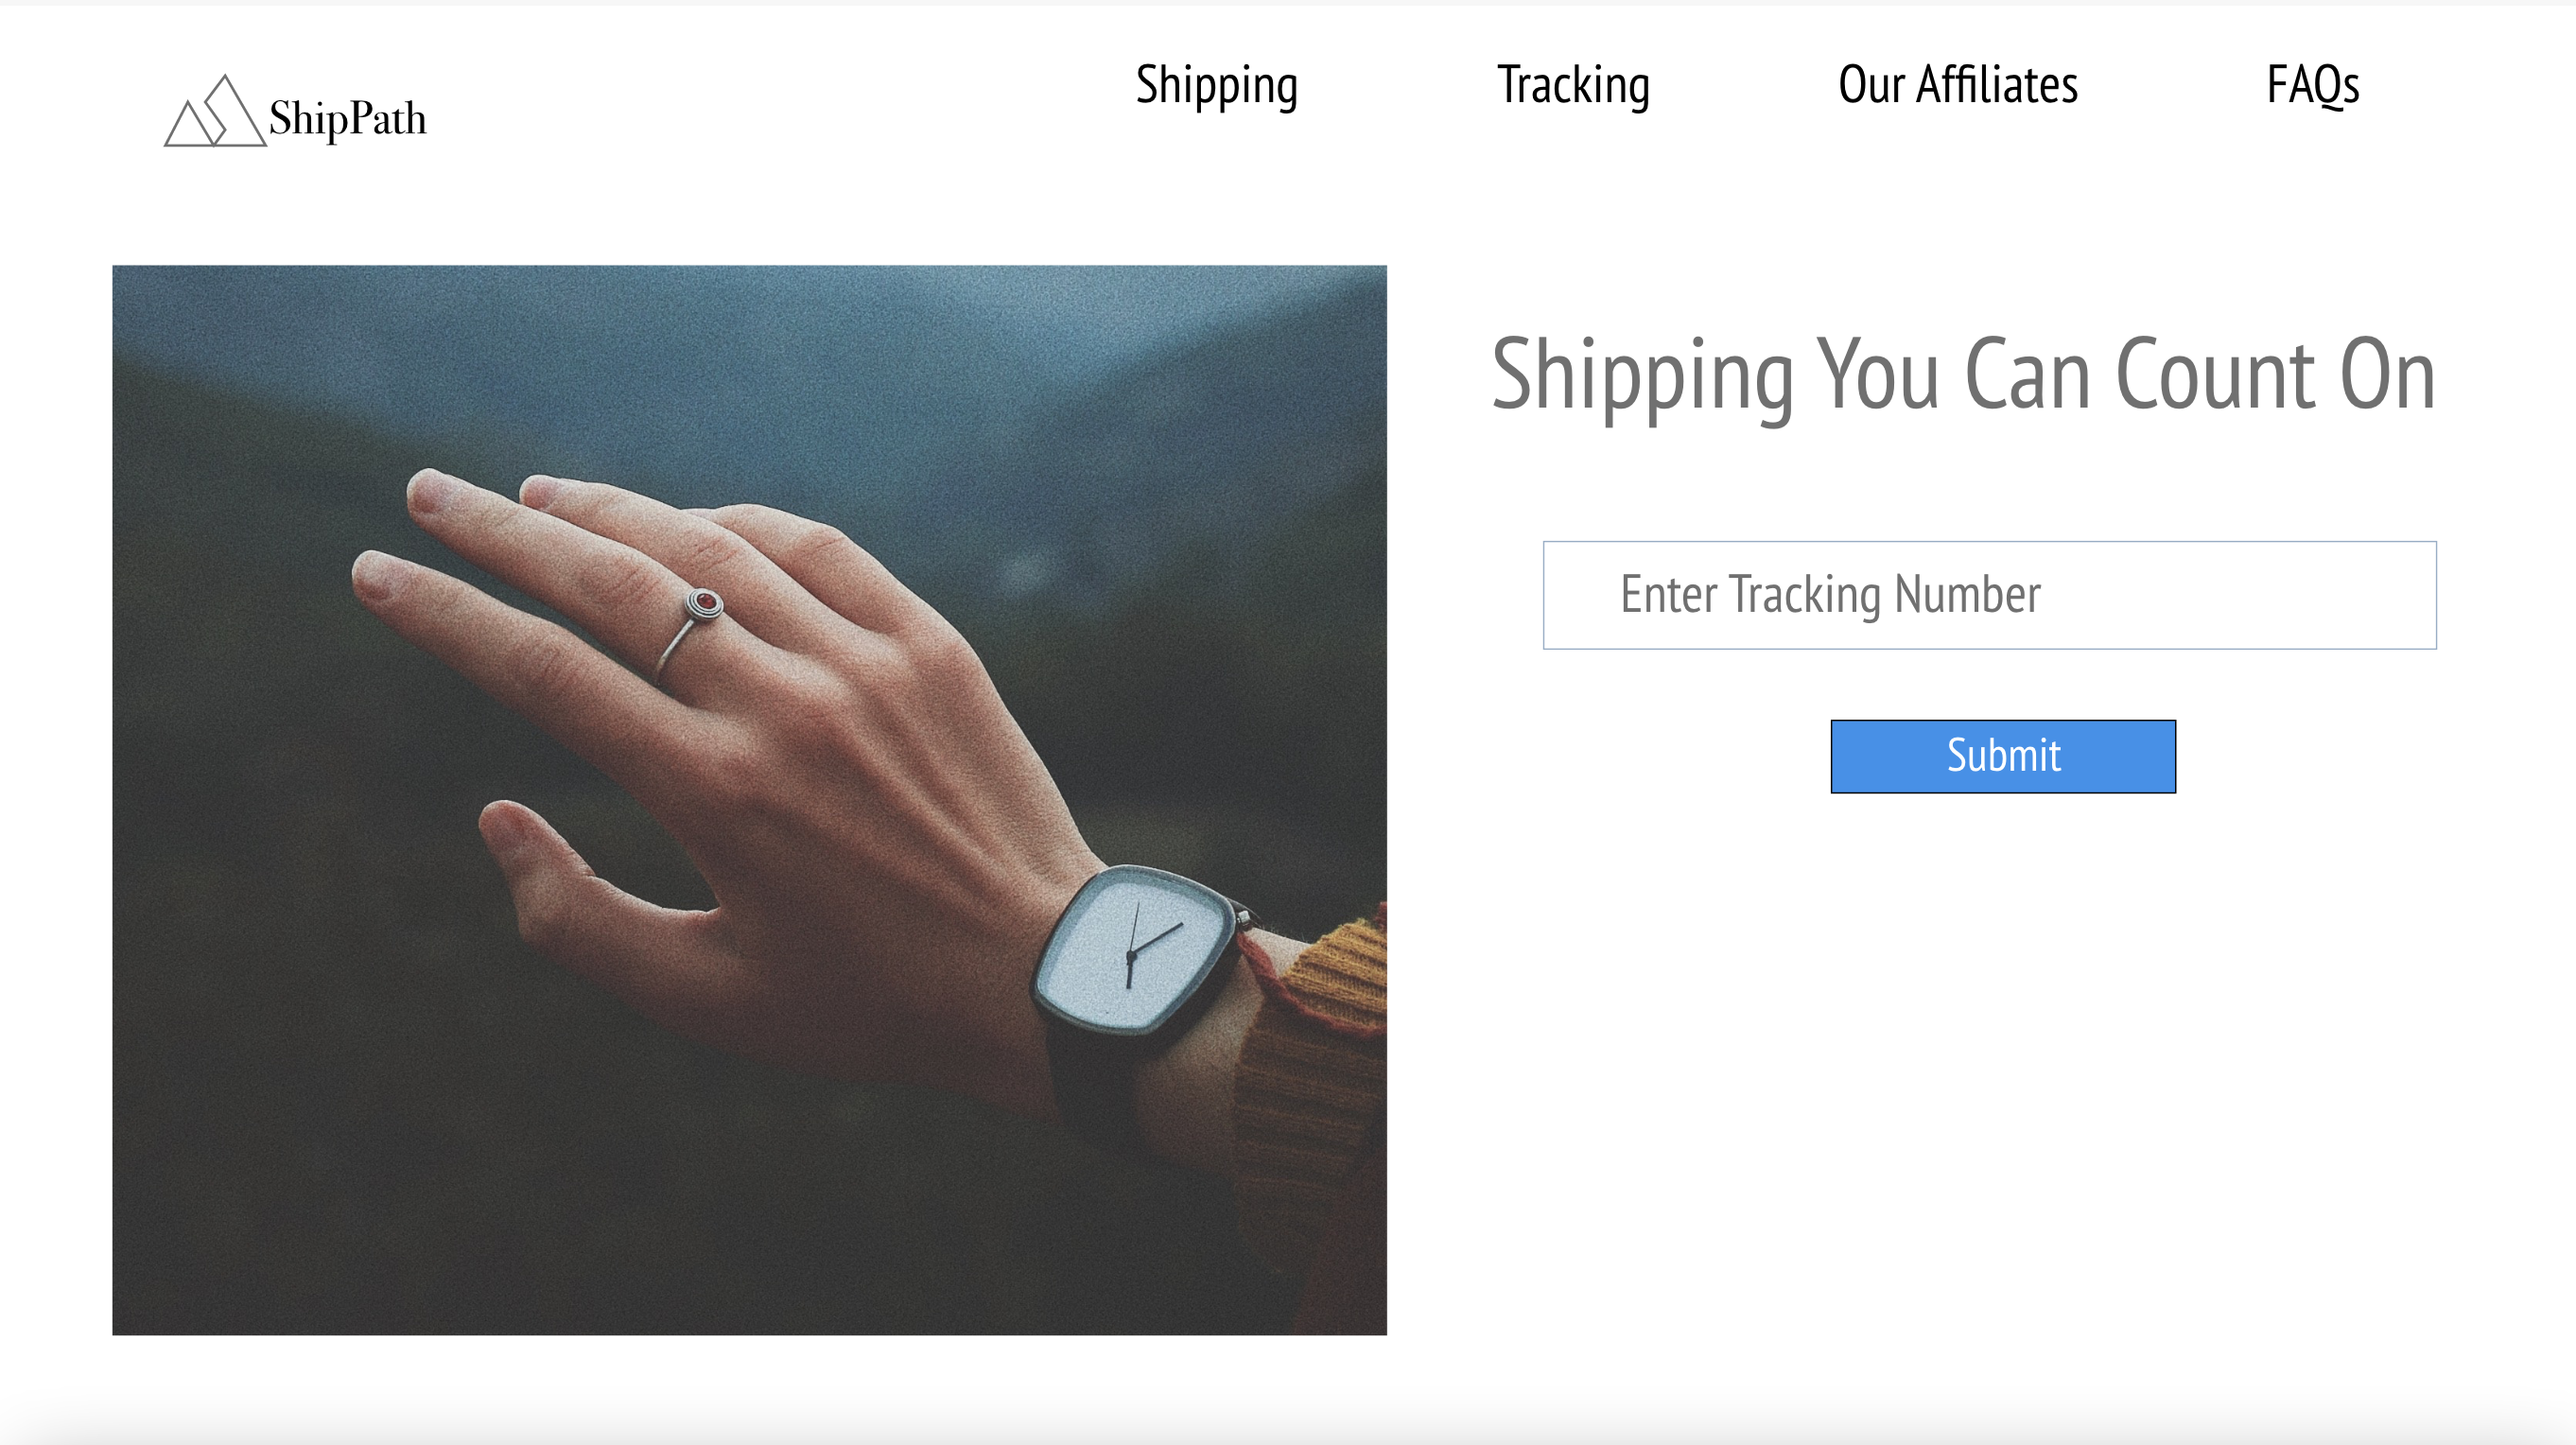 ShipPath
Shipping
Tracking
Our Affiliates
FAQs
Shipping You Can Count On
Enter Tracking Number
Submit